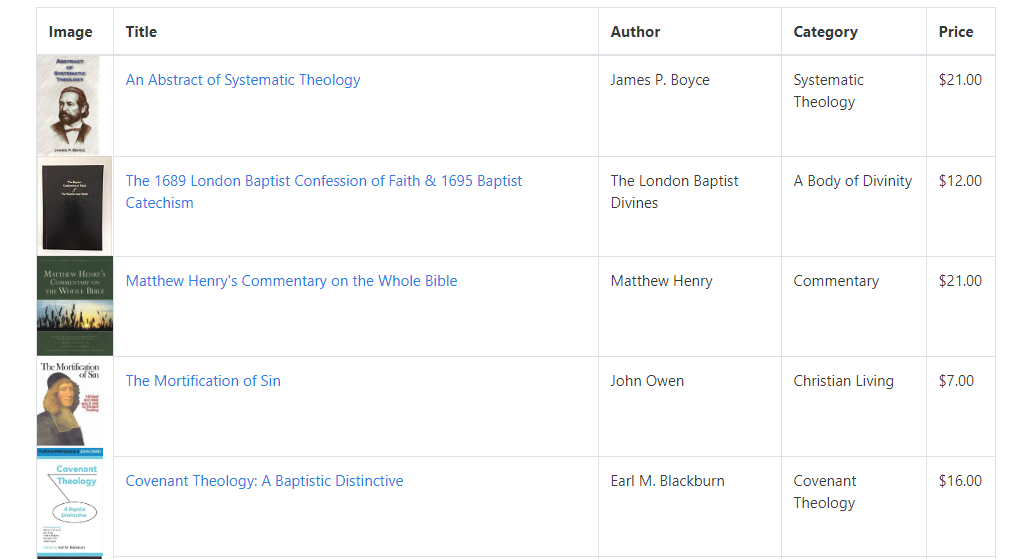 Image Title Author Category Price
ABSTRACT
OF
SYSTEMATIC
THEOLOGY
JAMES P. BOYCE
An Abstract of Systematic Theology James P. Boyce Systematic $21.00
Theology
The 1689 London Baptist Confession of Faith & 1695 Baptist The London Baptist A Body of Divinity $12.00
Catechism Divines
MATTHEW HENRY'S
COMMENTARY ON
THE WHOLE BIBLE
Matthew Henry's Commentary on the Whole Bible Matthew Henry Commentary $21.00
The Mortification
of Sin
The Mortification of Sin John Owen Christian Living $7.00
Covenant
Theology
A Baptist
Distinctive
Earl M. Blackburn
Covenant Theology: A Baptistic Distinctive Earl M. Blackburn Covenant $16.00
Theology